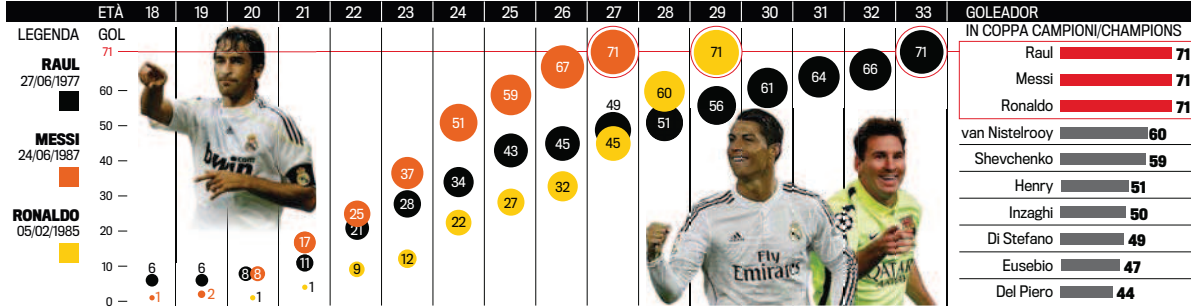 ETÀ 18 19 20 21 22 23 24 25 26 27 28 29 30 31 32 33 GOLEADOR
LEGENDA
RAUL
27/06/1977
MESSI
24/06/1987
RONALDO
05/02/1985
GOL
71
60
50
40
30
20
10
0
6
1
6
2
8
8
1
17
11
1
25
21
9
37
28
12
51
34
22
59
43
27
67
45
32
71
49
45
60
51
71
56
61
64
66
71
bwin.com
Fly
Emirates
QATAR
IN COPPA CAMPIONI/CHAMPIONS
Raul 71
Messi 71
Ronaldo 71
van Nistelrooy 60
Shevchenko 59
Henry 51
Inzaghi 50
Di Stefano 49
Eusebio 47
Del Piero 44